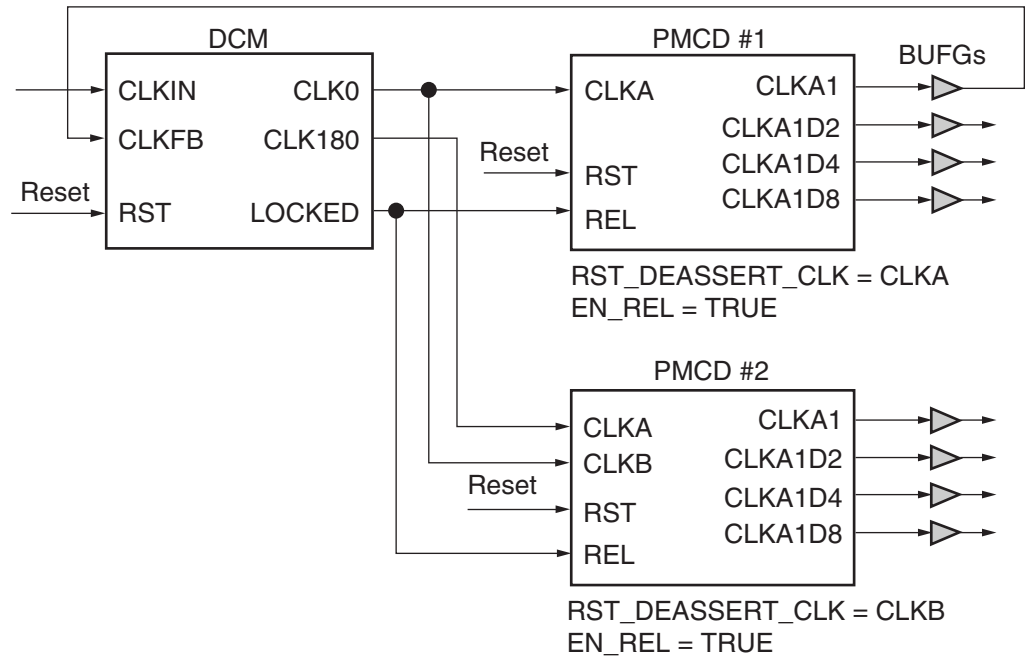 DCM
CLKIN
CLKFB
Reset
RST
CLK0
CLK180
LOCKED
PMCD #1
BUFGs
CLKA
Reset
RST
REL
CLKA1
CLKA1D2
CLKA1D4
CLKA1D8
RST_DEASSERT_CLK = CLKA
EN_REL = TRUE
PMCD #2
CLKA
CLKB
Reset
RST
REL
CLKA1
CLKA1D2
CLKA1D4
CLKA1D8
RST_DEASSERT_CLK = CLKB
EN_REL = TRUE